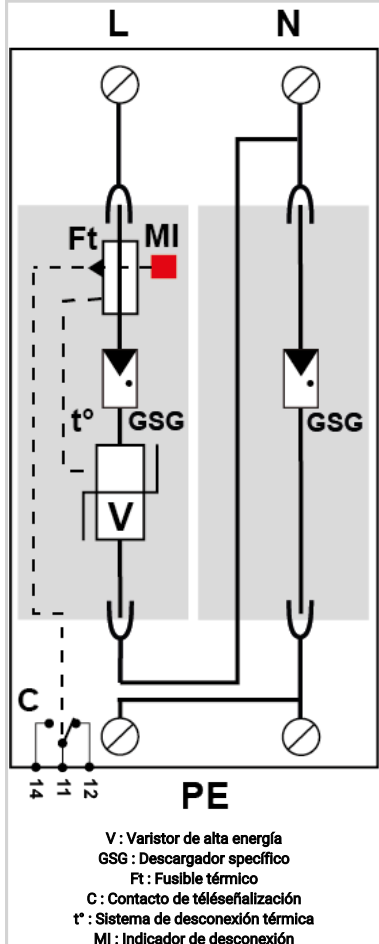 L N
Ft MI
t° GSG GSG
V
C
14 11 12
PE
V : Varistor de alta energía
GSG : Descargador specífico
Ft : Fusible térmico
C : Contacto de téléseñalización
t° : Sistema de desconexión térmica
MI : Indicador de desconexión